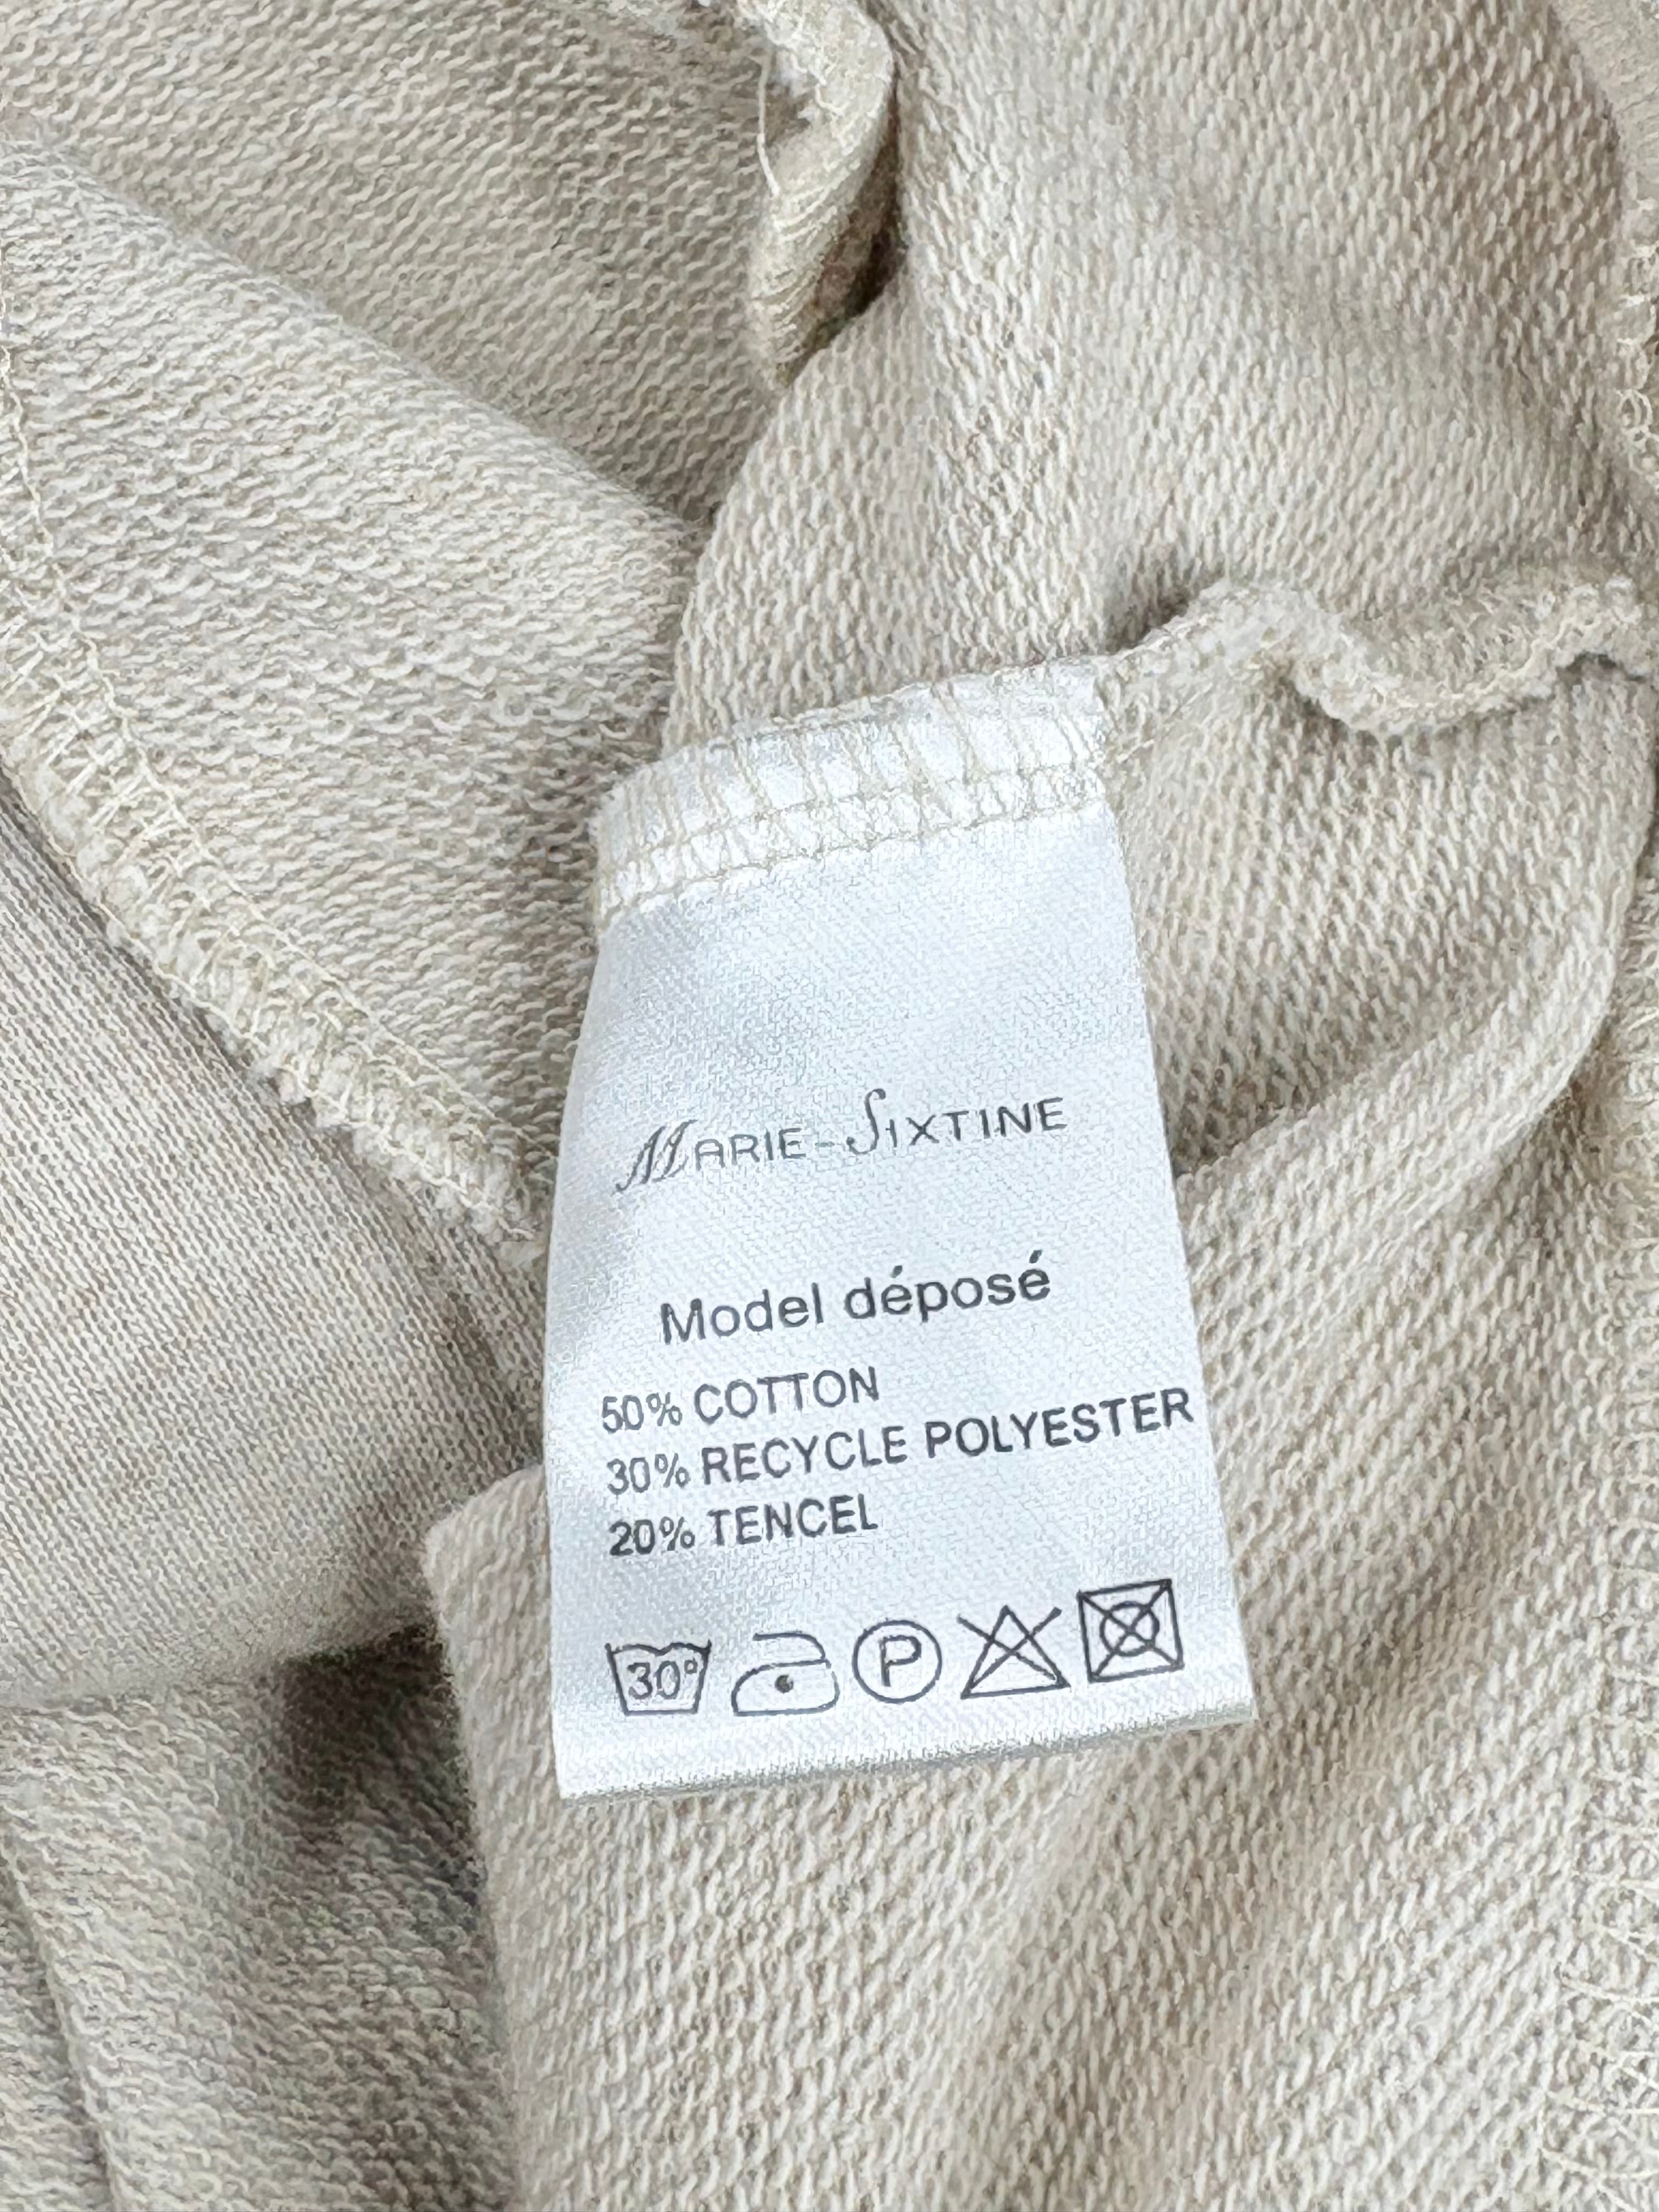 MARIE-SIXTINE
Model déposé
50% COTTON
30% RECYCLE POLYESTER
20% TENCEL
30° P